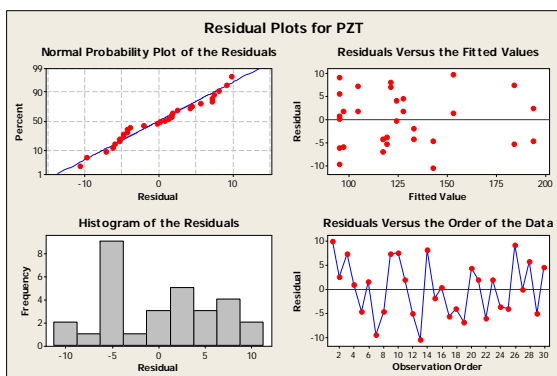 Residual Plots for PZT
Normal Probability Plot of the Residuals
99
90
50
10
1
Percent
-10
0
10
Residual
Residuals Versus the Fitted Values
10
5
0
-5
-10
Residual
100
125
150
175
200
Fitted Value
Histogram of the Residuals
8
6
4
2
0
Frequency
-10
-5
0
5
10
Residual
Residuals Versus the Order of the Data
10
5
0
-5
-10
Residual
2 4 6 8 10 12 14 16 18 20 22 24 26 28 30
Observation Order